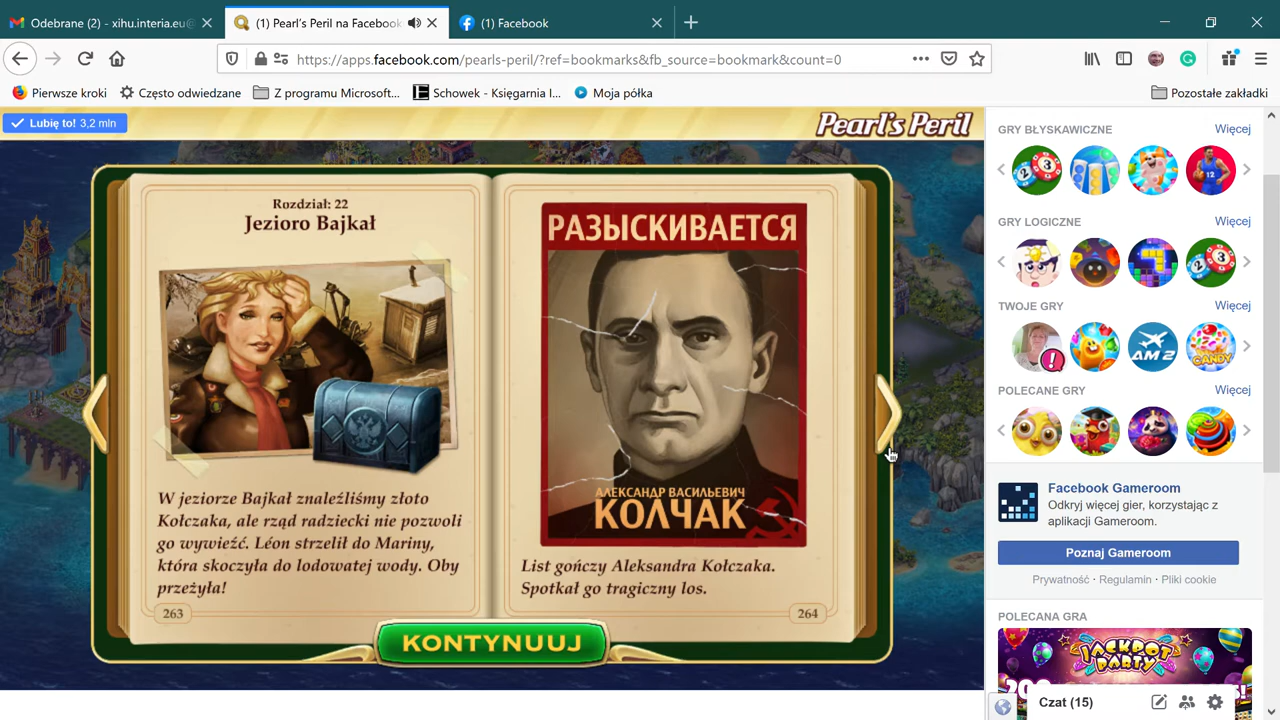 Odebrane (2) - xihu.interia.eu@
(1) Pearl's Peril na Facebook
(1) Facebook
https://apps.facebook.com/pearls-peril/?ref=bookmarks&fb_source=bookmark&count=0
Pierwsze kroki
Często odwiedzane
Z programu Microsoft...
Schowek - Księgarnia I...
Moja półka
Pozostałe zakładki
Lubię to! 3,2 mln
Pearl's Peril
Rozdział: 22
Jezioro Bajkał
W jeziorze Bajkał znaleźliśmy złoto
Kołczaka, ale rząd radziecki nie pozwoli
go wywieźć. Léon strzelił do Mariny,
która skoczyła do lodowatej wody. Oby
przeżyła!
263
РАЗЫСКИВАЕТСЯ
АЛЕКСАНДР ВАСИЛЬЕВИЧ
КОЛЧАК
List gończy Aleksandra Kołczaka.
Spotkał go tragiczny los.
264
KONTYNUUJ
GRY BŁYSKAWICZNE
Więcej
2 3
12
GRY LOGICZNE
Więcej
2 3
TWOJE GRY
Więcej
AM2
CANDY
POLECANE GRY
Więcej
Facebook Gameroom
Odkryj więcej gier, korzystając z
aplikacji Gameroom.
Poznaj Gameroom
Prywatność · Regulamin · Pliki cookie
POLECANA GRA
JACKPOT
PARTY
Czat (15)